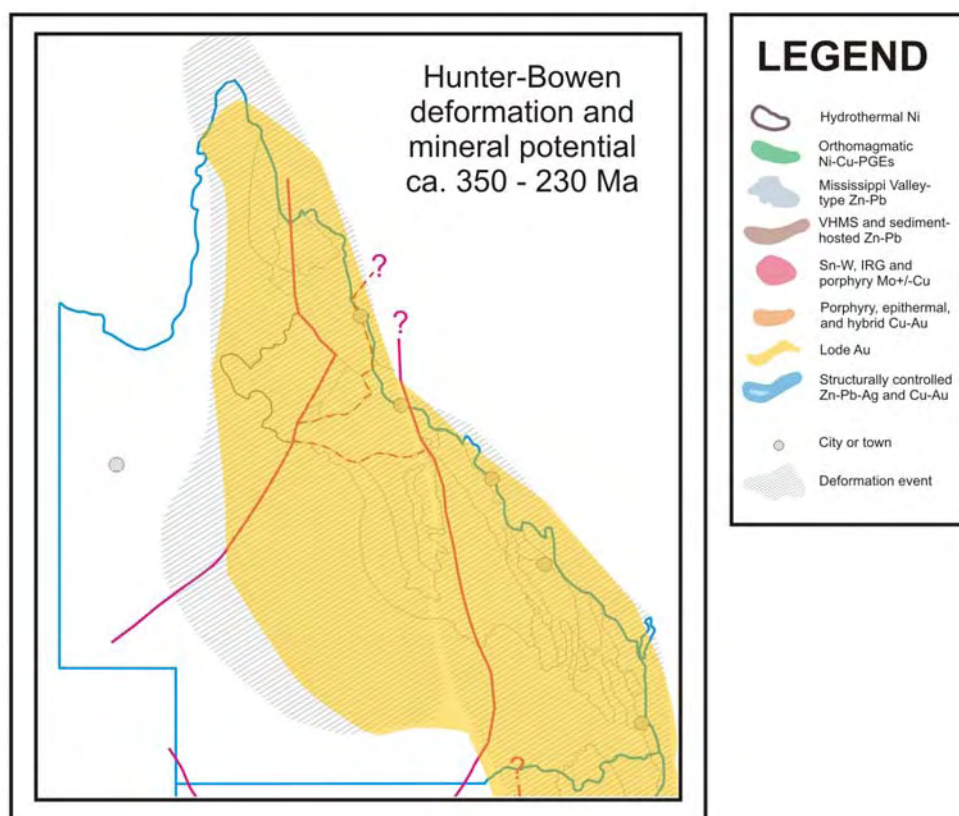 Hunter-Bowen
deformation and
mineral potential
ca. 350 - 230 Ma
?
?
?
LEGEND
Hydrothermal Ni
Orthomagmatic
Ni-Cu-PGEs
Mississippi Valley-
type Zn-Pb
VHMS and sediment-
hosted Zn-Pb
Sn-W, IRG and
porphyry Mo+/-Cu
Porphyry, epithermal,
and hybrid Cu-Au
Lode Au
Structurally controlled
Zn-Pb-Ag and Cu-Au
City or town
Deformation event